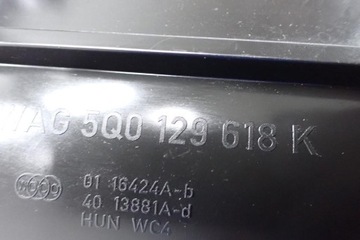 VAG 5Q0 129 618 K
01 16424A-b
40 13881A-d
HUN WC4